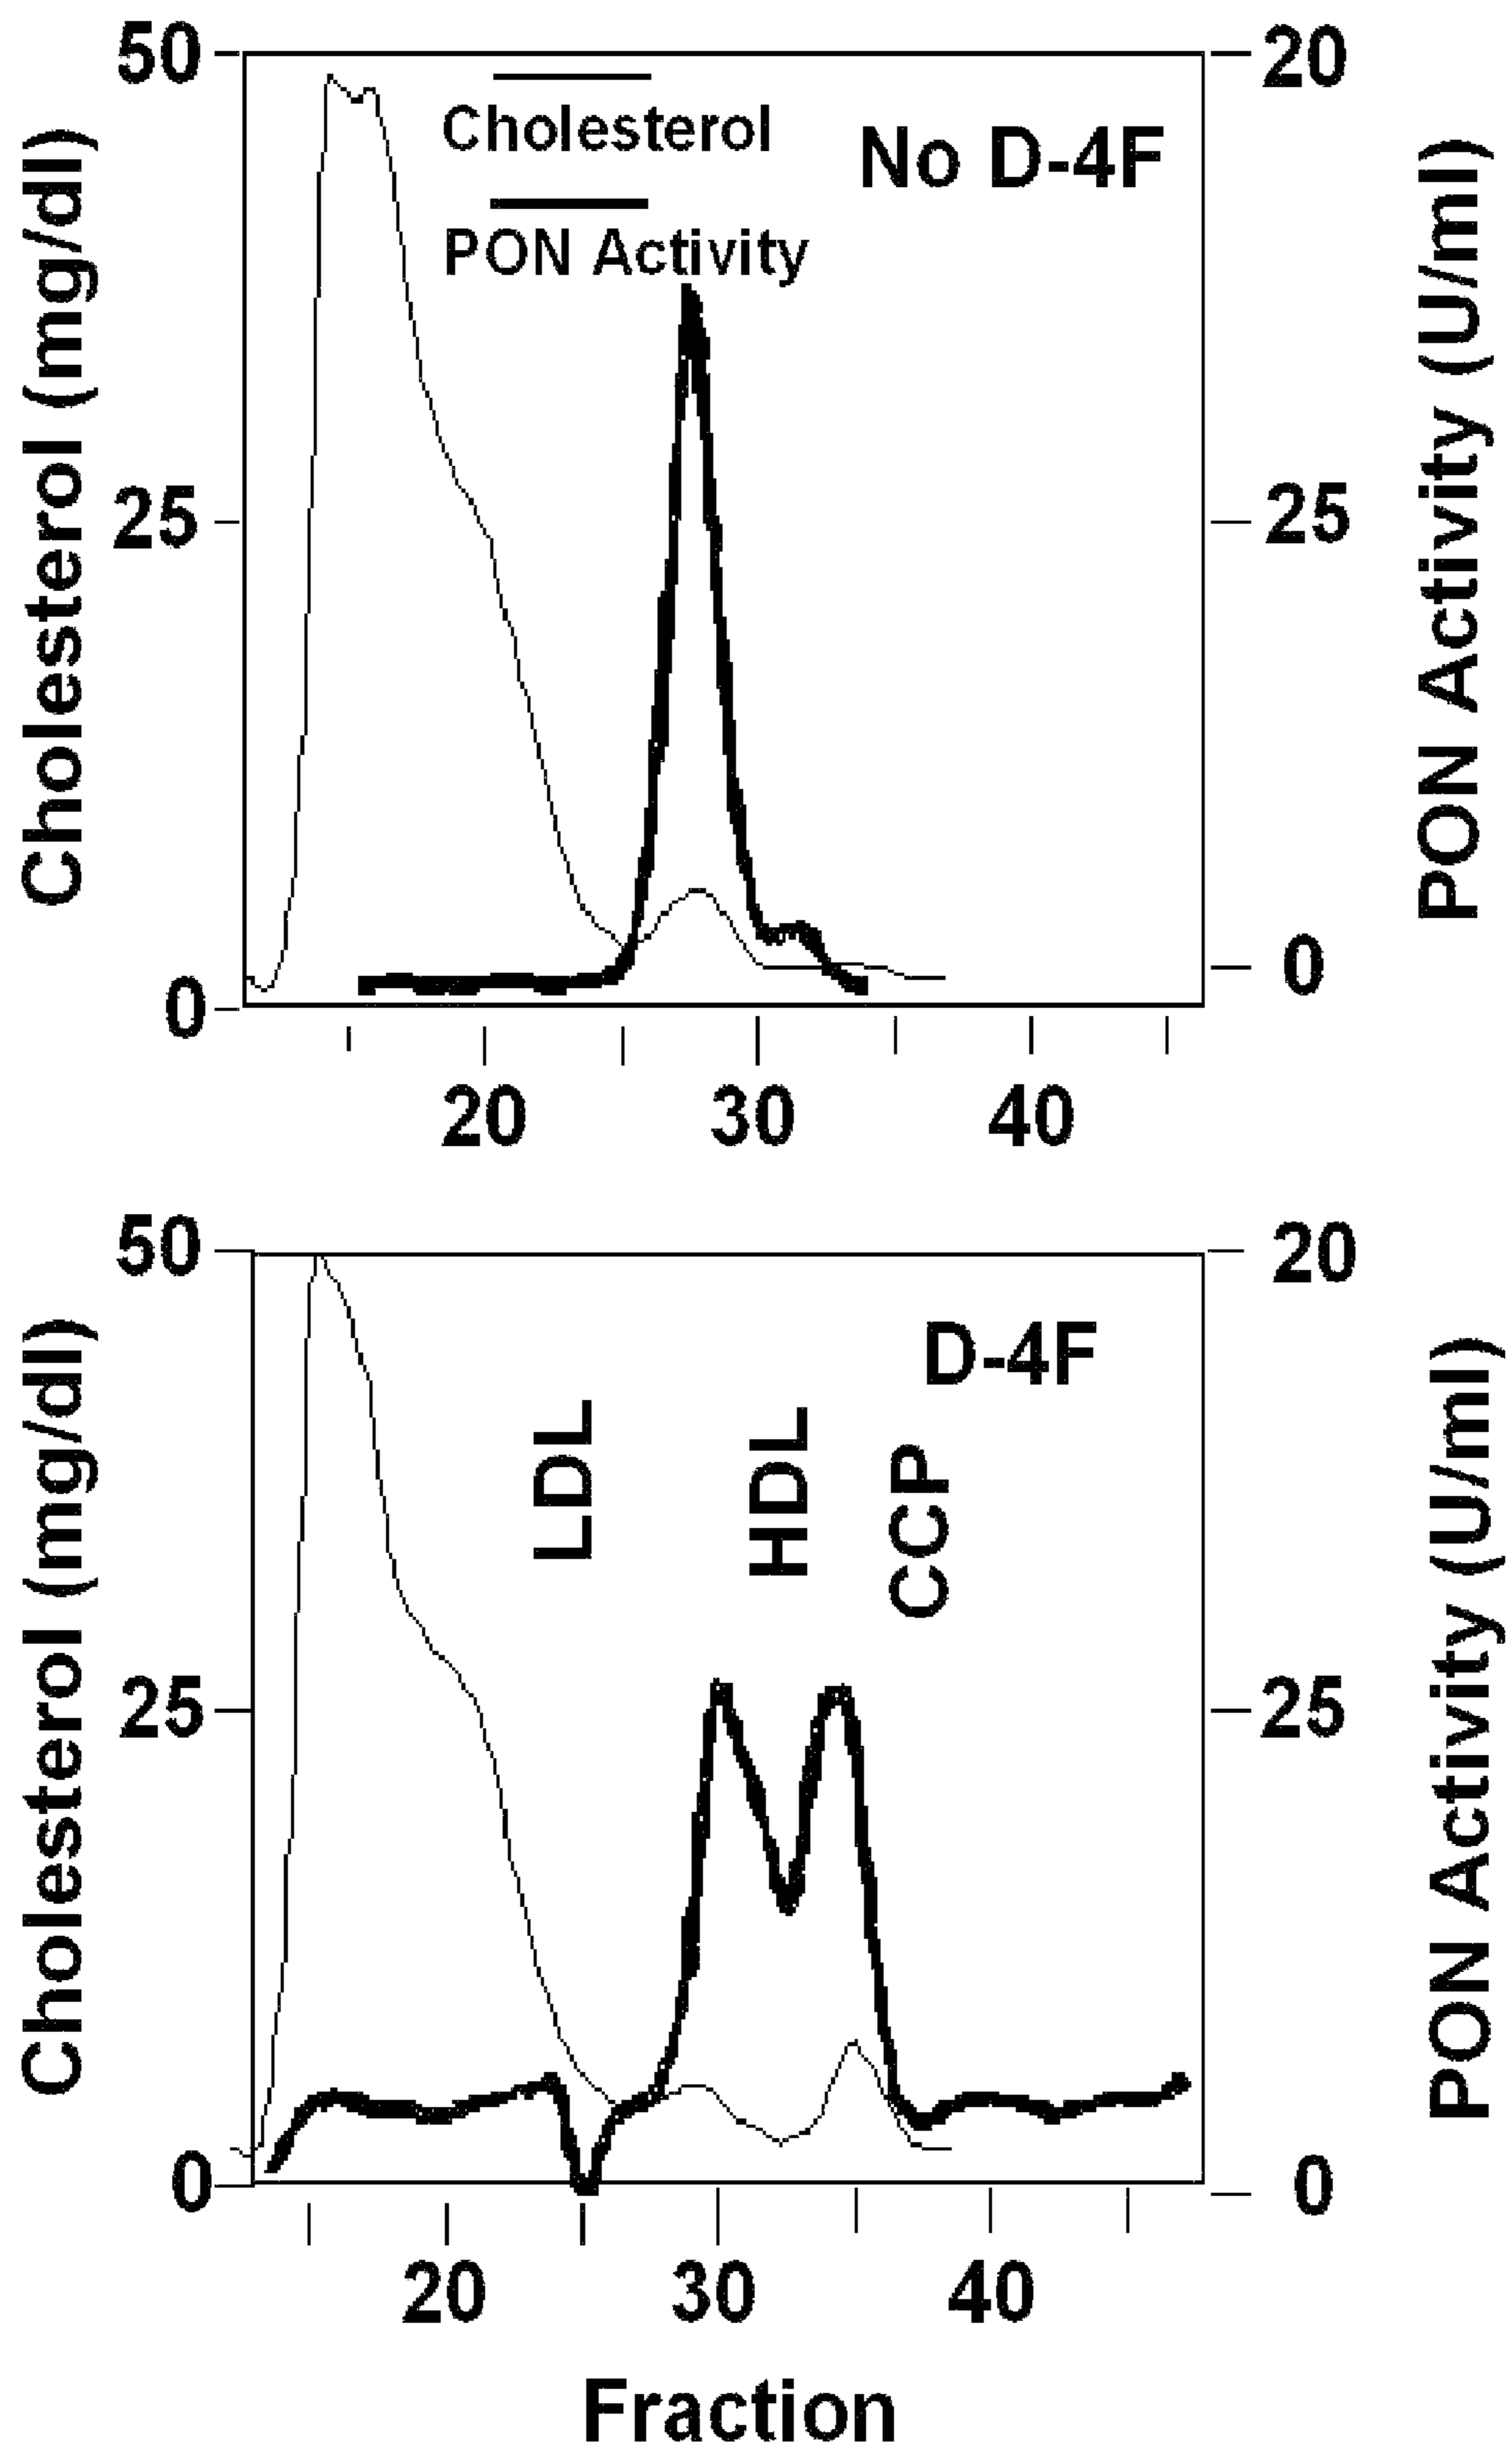 50
20
Cholesterol
No D-4F
PON Activity
Cholesterol (mg/dl)
PON Activity (U/ml)
25
25
0
0
20
30
40
50
20
D-4F
LDL
HDL
CCP
Cholesterol (mg/dl)
PON Activity (U/ml)
25
25
0
0
20
30
40
Fraction